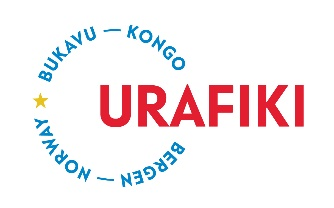 BUKAVU — KONGO
URAFIKI
BERGEN — NORWAY